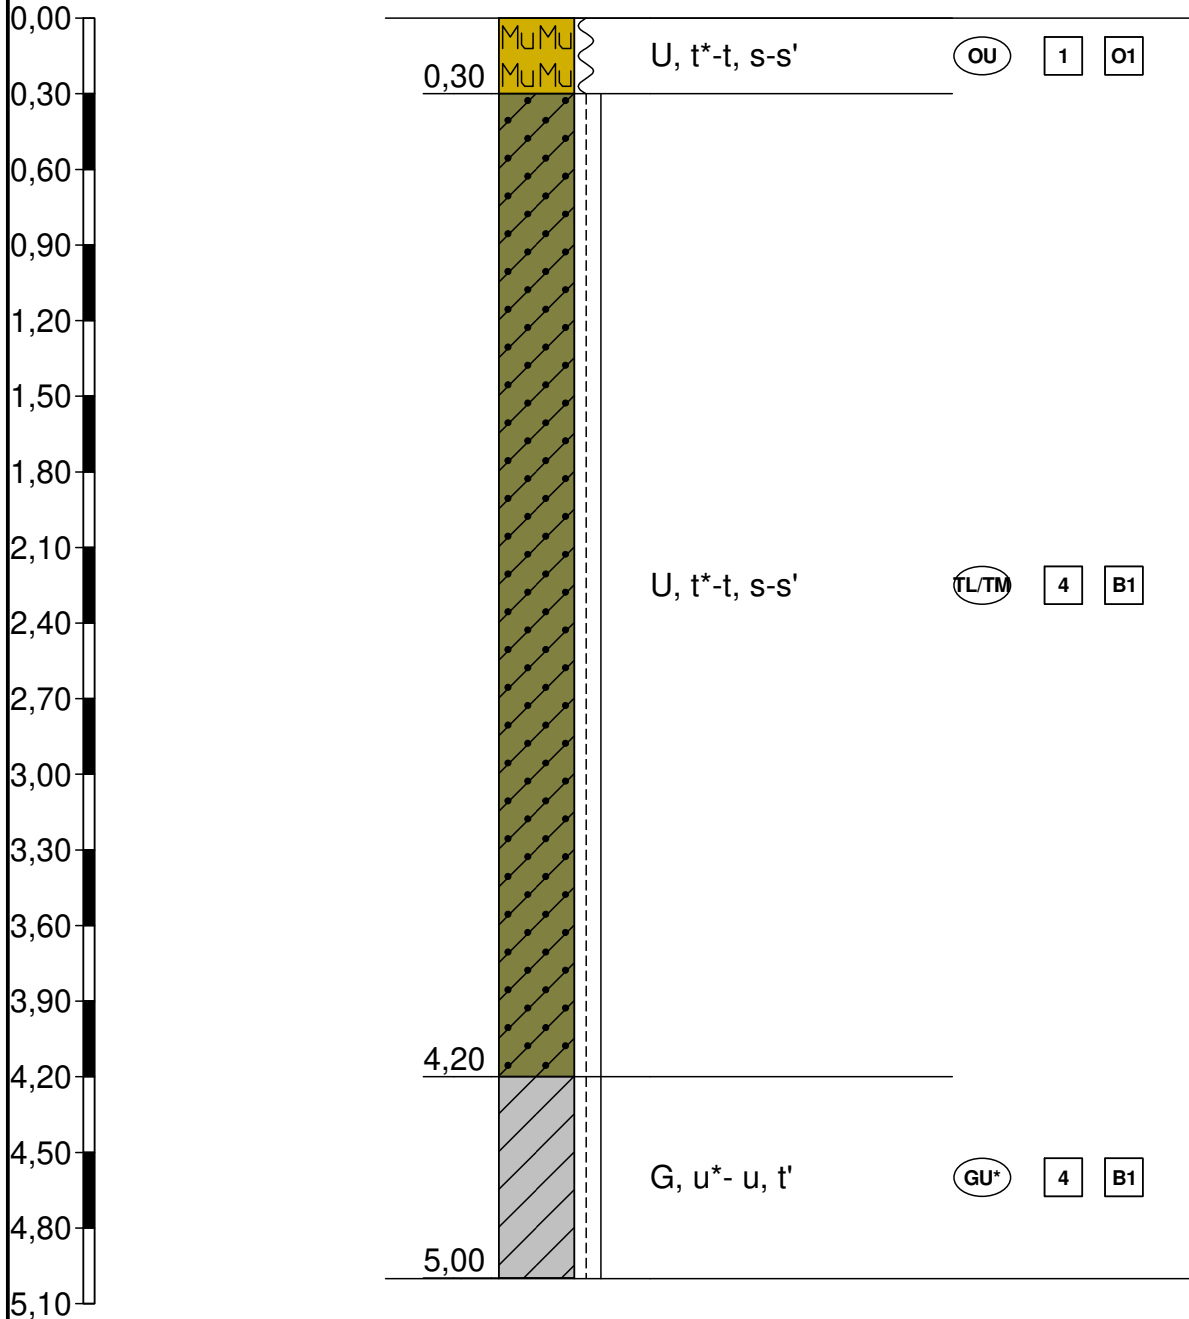 0,00
MuMu
MuMu
U, t*-t, s-s'
OU
1
O1
0,30
0,30
0,60
0,90
1,20
1,50
1,80
2,10
U, t*-t, s-s'
TL/TM
4
B1
2,40
2,70
3,00
3,30
3,60
3,90
4,20
4,20
4,50
G, u*- u, t'
GU*
4
B1
4,80
5,00
5,10